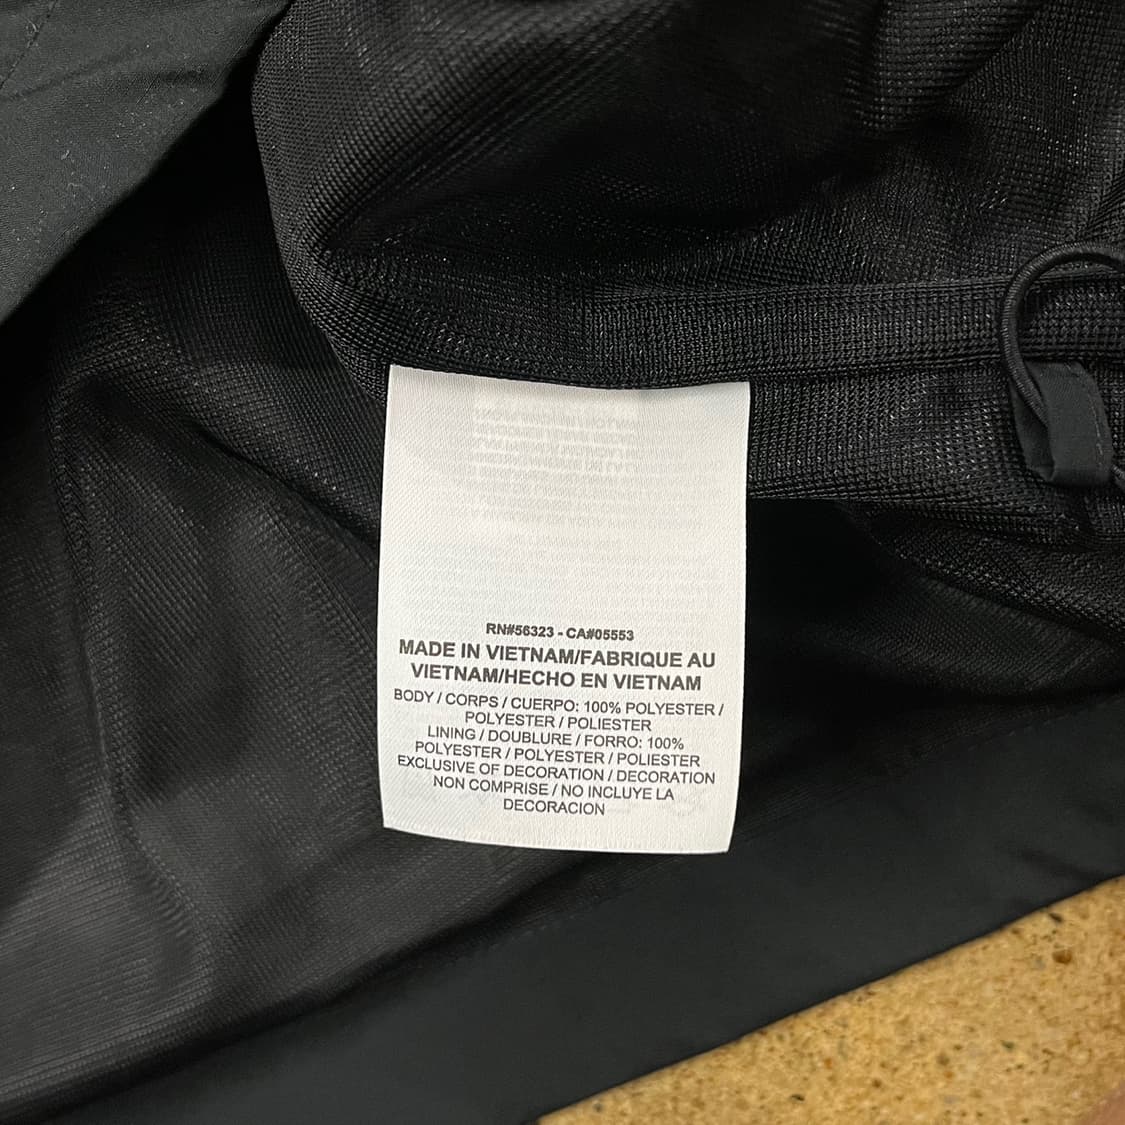 RN#56323 - CA#05553
MADE IN VIETNAM/FABRIQUE AU
VIETNAM/HECHO EN VIETNAM
BODY / CORPS / CUERPO: 100% POLYESTER /
POLYESTER / POLIESTER
LINING / DOUBLURE / FORRO: 100%
POLYESTER / POLYESTER / POLIESTER
EXCLUSIVE OF DECORATION / DECORATION
NON COMPRISE / NO INCLUYE LA
DECORACION